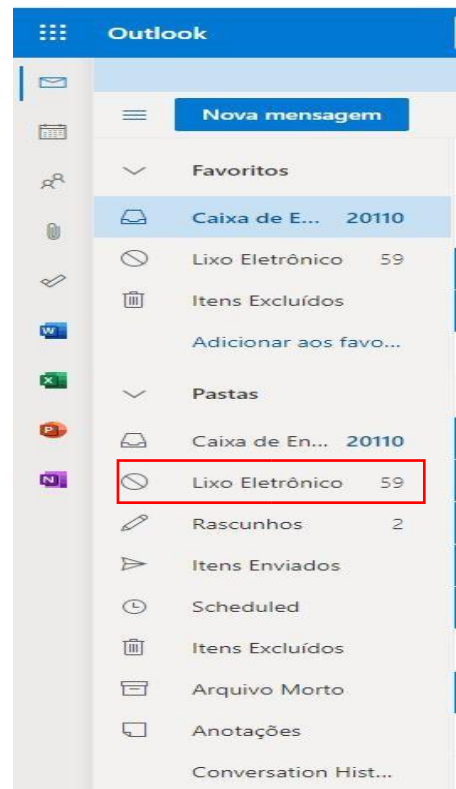 Outlook
Nova mensagem
Favoritos
Caixa de E... 20110
Lixo Eletrônico 59
Itens Excluídos
Adicionar aos favo...
Pastas
Caixa de En... 20110
Lixo Eletrônico 59
Rascunhos 2
Itens Enviados
Scheduled
Itens Excluídos
Arquivo Morto
Anotações
Conversation Hist...
W
X
P
N